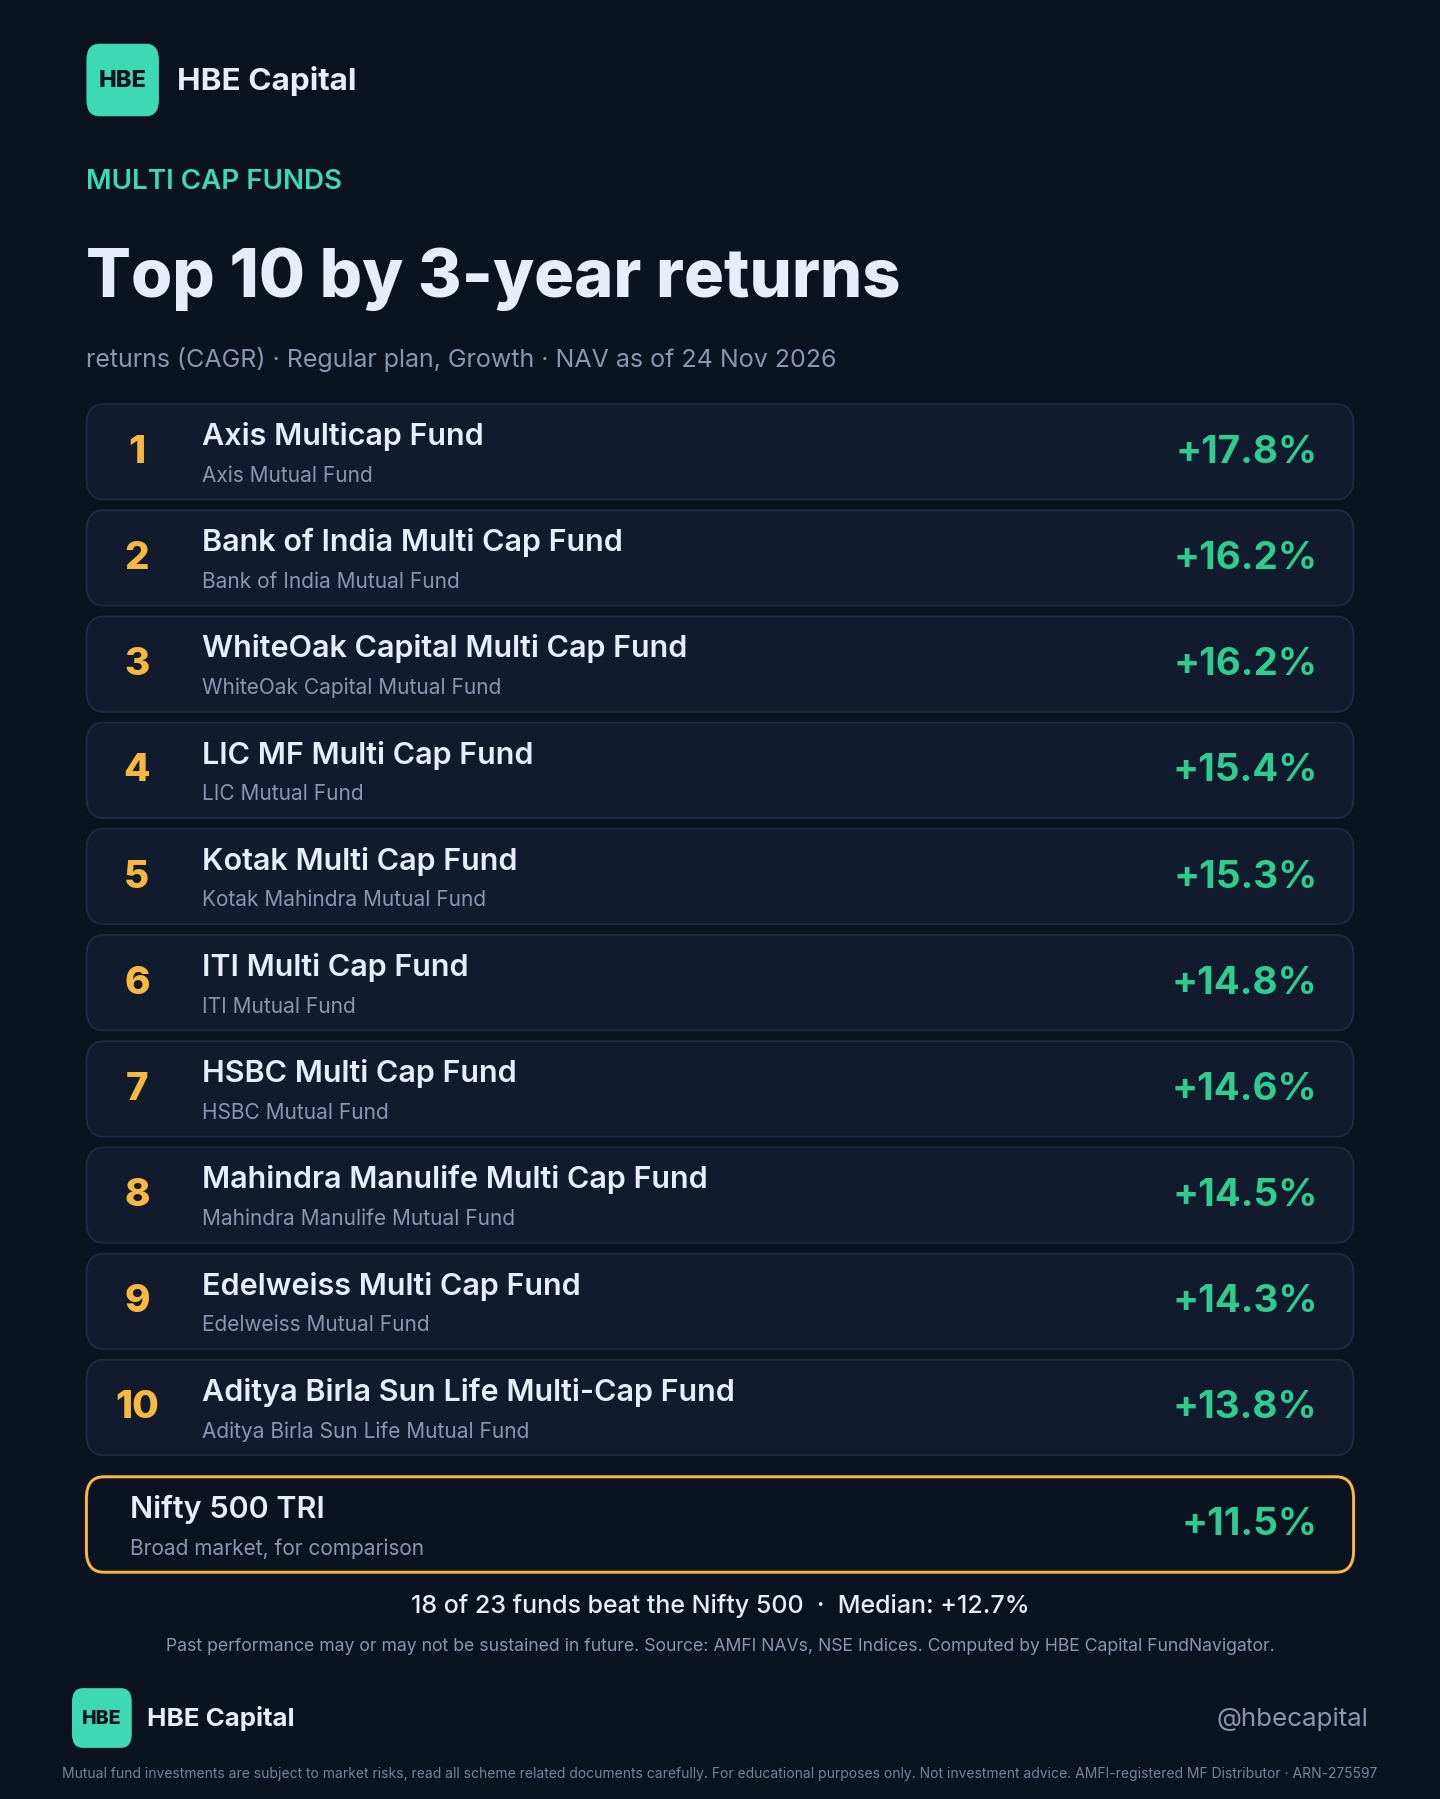 HBE
HBE Capital
MULTI CAP FUNDS
Top 10 by 3-year returns
returns (CAGR) · Regular plan, Growth · NAV as of 24 Nov 2026
1
Axis Multicap Fund
Axis Mutual Fund
+17.8%
2
Bank of India Multi Cap Fund
Bank of India Mutual Fund
+16.2%
3
WhiteOak Capital Multi Cap Fund
WhiteOak Capital Mutual Fund
+16.2%
4
LIC MF Multi Cap Fund
LIC Mutual Fund
+15.4%
5
Kotak Multi Cap Fund
Kotak Mahindra Mutual Fund
+15.3%
6
ITI Multi Cap Fund
ITI Mutual Fund
+14.8%
7
HSBC Multi Cap Fund
HSBC Mutual Fund
+14.6%
8
Mahindra Manulife Multi Cap Fund
Mahindra Manulife Mutual Fund
+14.5%
9
Edelweiss Multi Cap Fund
Edelweiss Mutual Fund
+14.3%
10
Aditya Birla Sun Life Multi-Cap Fund
Aditya Birla Sun Life Mutual Fund
+13.8%
Nifty 500 TRI
Broad market, for comparison
+11.5%
18 of 23 funds beat the Nifty 500 · Median: +12.7%
Past performance may or may not be sustained in future. Source: AMFI NAVs, NSE Indices. Computed by HBE Capital FundNavigator.
HBE
HBE Capital
@hbecapital
Mutual fund investments are subject to market risks, read all scheme related documents carefully. For educational purposes only. Not investment advice. AMFI-registered MF Distributor · ARN-275597